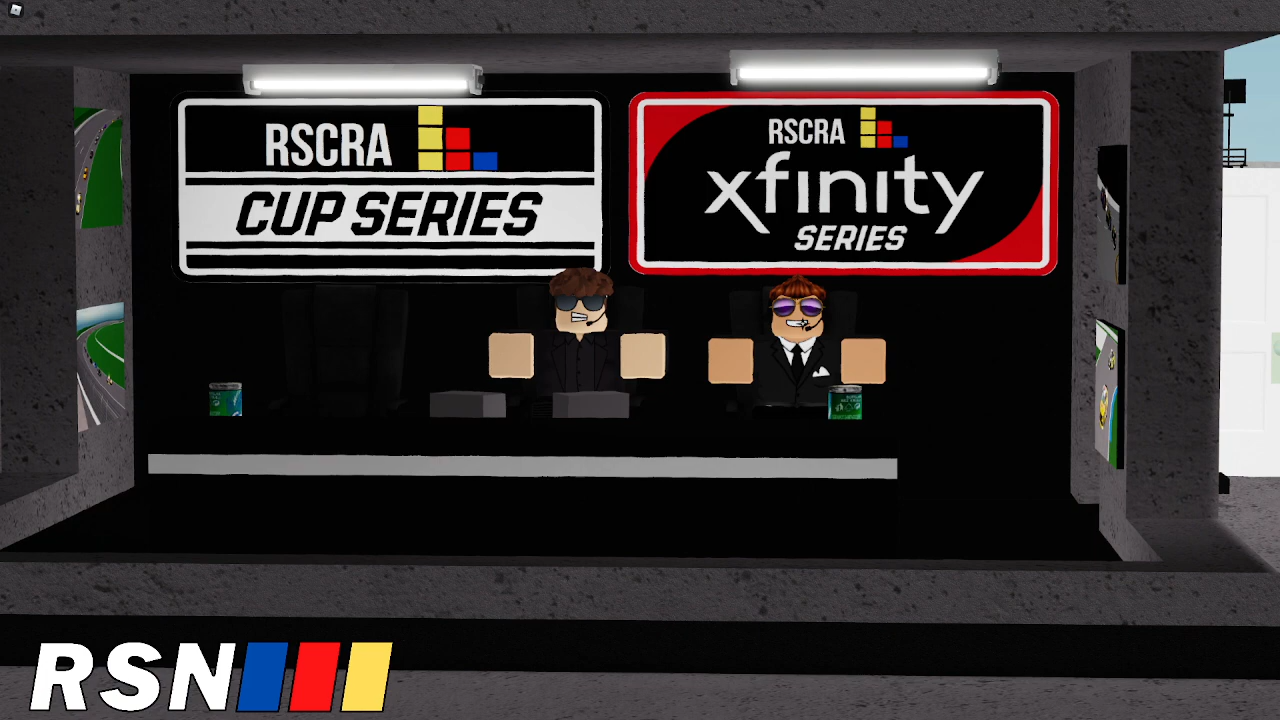 RSCRA
CUP SERIES
RSCRA
xfinity
SERIES
RSN